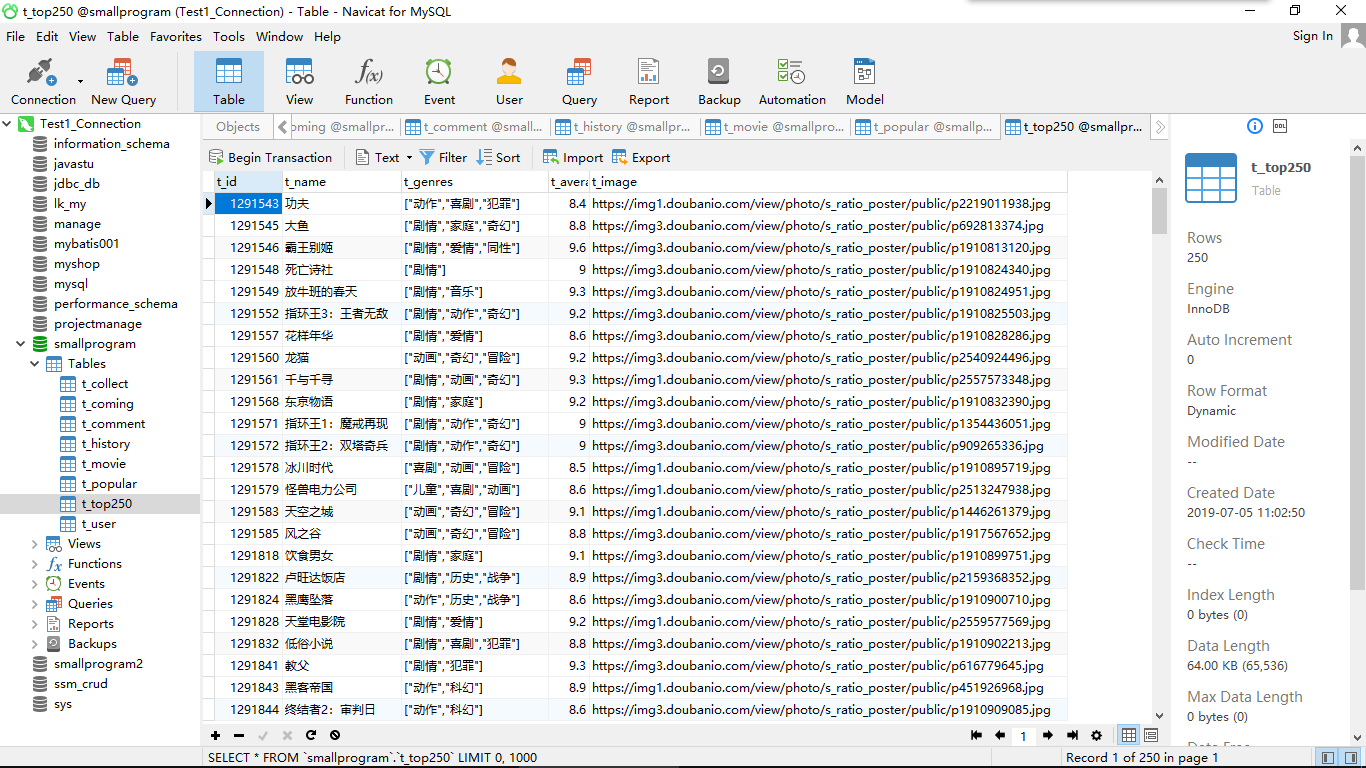 t_top250 @smallprogram (Test1_Connection) - Table - Navicat for MySQL
File Edit View Table Favorites Tools Window Help Sign In
Connection New Query Table View Function Event User Query Report Backup Automation Model
Objects oming @smallpr... t_comment @small... t_history @smallpr... t_movie @smallpro... t_popular @smallp... t_top250 @smallpr...
Begin Transaction Text Filter Sort Import Export
Test1_Connection
information_schema
javastu
jdbc_db
lk_my
manage
mybatis001
myshop
mysql
performance_schema
projectmanage
smallprogram
Tables
t_collect
t_coming
t_comment
t_history
t_movie
t_popular
t_top250
t_user
Views
Functions
Events
Queries
Reports
Backups
smallprogram2
ssm_crud
sys
t_id t_name t_genres t_avera t_image
1291543 功夫 ["动作","喜剧","犯罪"] 8.4 https://img1.doubanio.com/view/photo/s_ratio_poster/public/p2219011938.jpg
1291545 大鱼 ["剧情","家庭","奇幻"] 8.8 https://img3.doubanio.com/view/photo/s_ratio_poster/public/p692813374.jpg
1291546 霸王别姬 ["剧情","爱情","同性"] 9.6 https://img3.doubanio.com/view/photo/s_ratio_poster/public/p1910813120.jpg
1291548 死亡诗社 ["剧情"] 9 https://img3.doubanio.com/view/photo/s_ratio_poster/public/p1910824340.jpg
1291549 放牛班的春天 ["剧情","音乐"] 9.3 https://img3.doubanio.com/view/photo/s_ratio_poster/public/p1910824951.jpg
1291552 指环王3：王者无敌 ["剧情","动作","奇幻"] 9.2 https://img3.doubanio.com/view/photo/s_ratio_poster/public/p1910825503.jpg
1291557 花样年华 ["剧情","爱情"] 8.6 https://img3.doubanio.com/view/photo/s_ratio_poster/public/p1910828286.jpg
1291560 龙猫 ["动画","奇幻","冒险"] 9.2 https://img3.doubanio.com/view/photo/s_ratio_poster/public/p2540924496.jpg
1291561 千与千寻 ["剧情","动画","奇幻"] 9.3 https://img1.doubanio.com/view/photo/s_ratio_poster/public/p2557573348.jpg
1291568 东京物语 ["剧情","家庭"] 9.2 https://img3.doubanio.com/view/photo/s_ratio_poster/public/p1910832390.jpg
1291571 指环王1：魔戒再现 ["剧情","动作","奇幻"] 9 https://img3.doubanio.com/view/photo/s_ratio_poster/public/p1354436051.jpg
1291572 指环王2：双塔奇兵 ["剧情","动作","奇幻"] 9 https://img3.doubanio.com/view/photo/s_ratio_poster/public/p909265336.jpg
1291578 冰川时代 ["喜剧","动画","冒险"] 8.5 https://img1.doubanio.com/view/photo/s_ratio_poster/public/p1910895719.jpg
1291579 怪兽电力公司 ["儿童","喜剧","动画"] 8.6 https://img1.doubanio.com/view/photo/s_ratio_poster/public/p2513247938.jpg
1291583 天空之城 ["动画","奇幻","冒险"] 9.1 https://img1.doubanio.com/view/photo/s_ratio_poster/public/p1446261379.jpg
1291585 风之谷 ["动画","奇幻","冒险"] 8.8 https://img3.doubanio.com/view/photo/s_ratio_poster/public/p1917567652.jpg
1291818 饮食男女 ["剧情","家庭"] 9.1 https://img3.doubanio.com/view/photo/s_ratio_poster/public/p1910899751.jpg
1291822 卢旺达饭店 ["剧情","历史","战争"] 8.9 https://img3.doubanio.com/view/photo/s_ratio_poster/public/p2159368352.jpg
1291824 黑鹰坠落 ["动作","历史","战争"] 8.6 https://img3.doubanio.com/view/photo/s_ratio_poster/public/p1910900710.jpg
1291828 天堂电影院 ["剧情","爱情"] 9.2 https://img1.doubanio.com/view/photo/s_ratio_poster/public/p2559577569.jpg
1291832 低俗小说 ["剧情","喜剧","犯罪"] 8.8 https://img3.doubanio.com/view/photo/s_ratio_poster/public/p1910902213.jpg
1291841 教父 ["剧情","犯罪"] 9.3 https://img3.doubanio.com/view/photo/s_ratio_poster/public/p616779645.jpg
1291843 黑客帝国 ["动作","科幻"] 8.9 https://img1.doubanio.com/view/photo/s_ratio_poster/public/p451926968.jpg
1291844 终结者2：审判日 ["动作","科幻"] 8.6 https://img3.doubanio.com/view/photo/s_ratio_poster/public/p1910909085.jpg
1
DDL
t_top250
Table
Rows
250
Engine
InnoDB
Auto Increment
0
Row Format
Dynamic
Modified Date
--
Created Date
2019-07-05 11:02:50
Check Time
--
Index Length
0 bytes (0)
Data Length
64.00 KB (65,536)
Max Data Length
0 bytes (0)
SELECT * FROM `smallprogram`.`t_top250` LIMIT 0, 1000
Record 1 of 250 in page 1